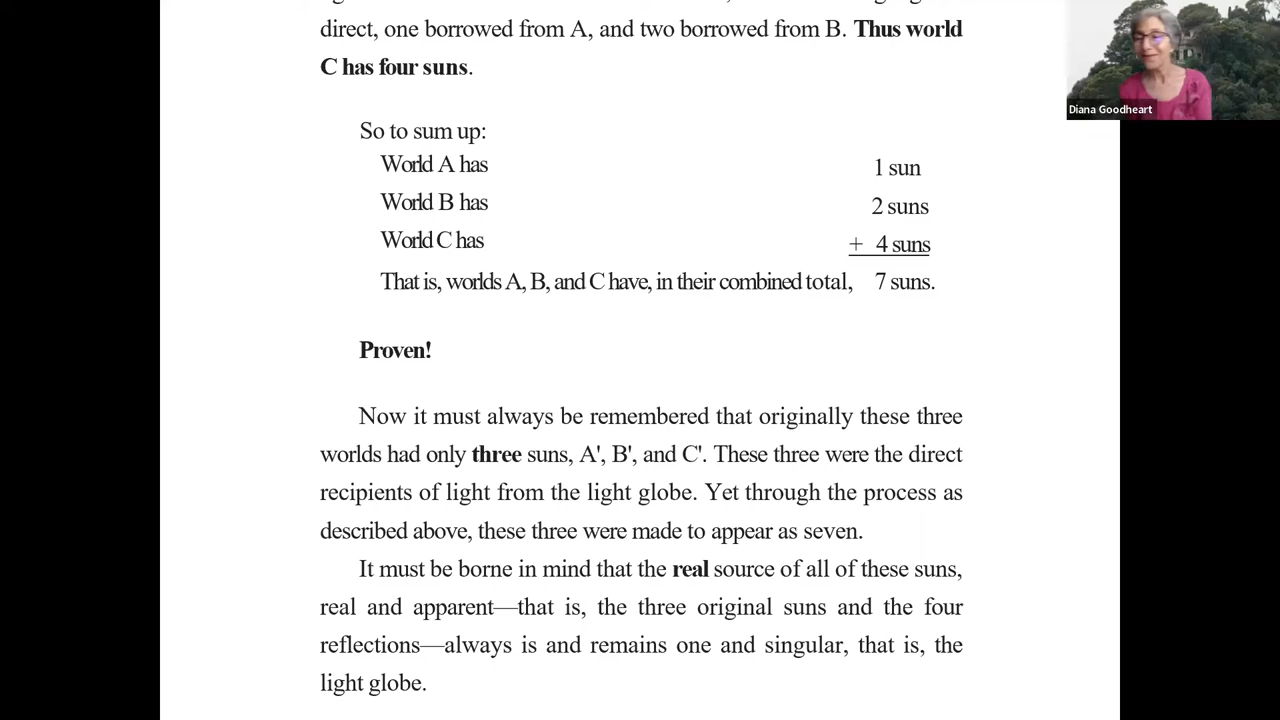 direct, one borrowed from A, and two borrowed from B. Thus world
C has four suns.
Diana Goodheart
So to sum up:
World A has 1 sun
World B has 2 suns
World C has + 4 suns
That is, worlds A, B, and C have, in their combined total, 7 suns.
Proven!
Now it must always be remembered that originally these three
worlds had only three suns, A', B', and C'. These three were the direct
recipients of light from the light globe. Yet through the process as
described above, these three were made to appear as seven.
It must be borne in mind that the real source of all of these suns,
real and apparent—that is, the three original suns and the four
reflections—always is and remains one and singular, that is, the
light globe.